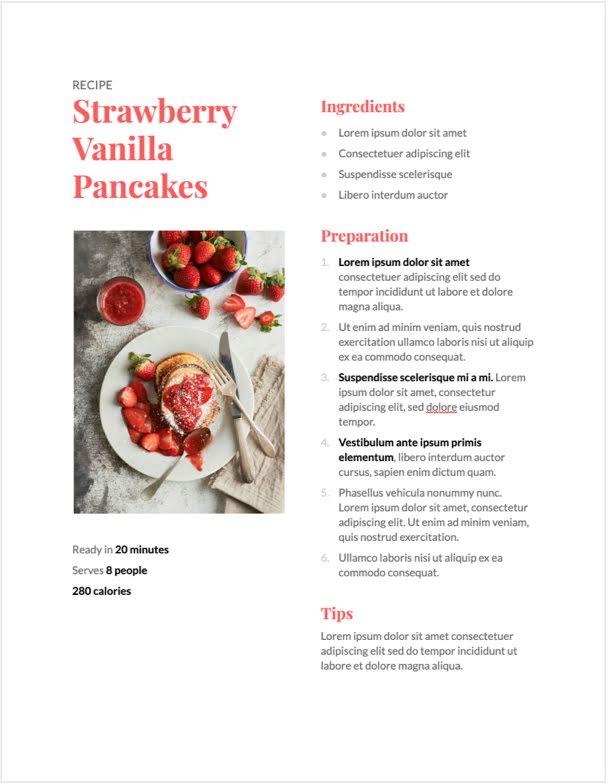 RECIPE
Strawberry
Vanilla
Pancakes
Ready in 20 minutes
Serves 8 people
280 calories
Ingredients
● Lorem ipsum dolor sit amet
● Consectetuer adipiscing elit
● Suspendisse scelerisque
● Libero interdum auctor
Preparation
1. Lorem ipsum dolor sit amet
consectetuer adipiscing elit sed do
tempor incididunt ut labore et dolore
magna aliqua.
2. Ut enim ad minim veniam, quis nostrud
exercitation ullamco laboris nisi ut aliquip
ex ea commodo consequat.
3. Suspendisse scelerisque mi a mi. Lorem
ipsum dolor sit amet, consectetur
adipiscing elit, sed dolore eiusmod
tempor.
4. Vestibulum ante ipsum primis
elementum, libero interdum auctor
cursus, sapien enim dictum quam.
5. Phasellus vehicula nonummy nunc.
Lorem ipsum dolor sit amet, consectetur
adipiscing elit. Ut enim ad minim veniam,
quis nostrud exercitation.
6. Ullamco laboris nisi ut aliquip ex ea
commodo consequat.
Tips
Lorem ipsum dolor sit amet consectetuer
adipiscing elit sed do tempor incididunt ut
labore et dolore magna aliqua.